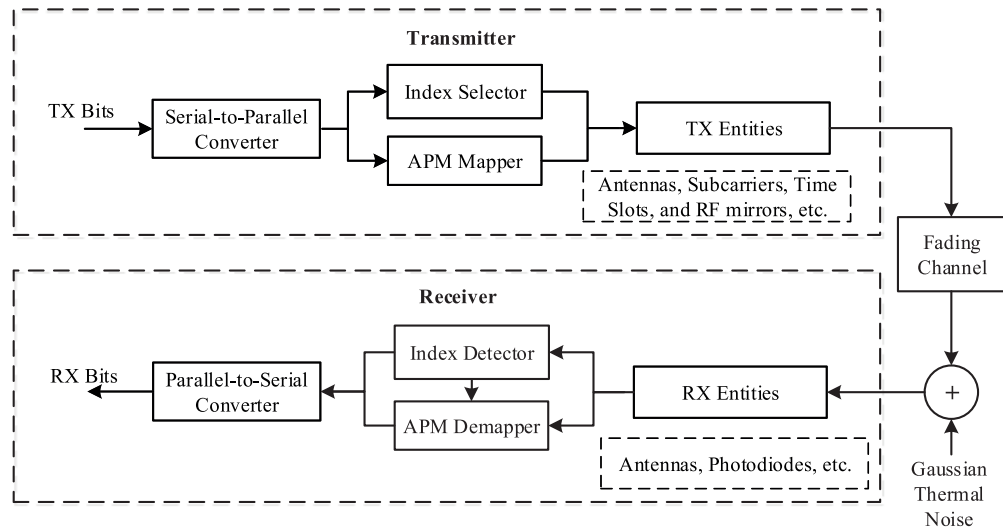 Transmitter
TX Bits
Serial-to-Parallel
Converter
Index Selector
APM Mapper
TX Entities
Antennas, Subcarriers, Time
Slots, and RF mirrors, etc.
Fading
Channel
Receiver
RX Bits
Parallel-to-Serial
Converter
Index Detector
APM Demapper
RX Entities
Antennas, Photodiodes, etc.
+
Gaussian
Thermal
Noise